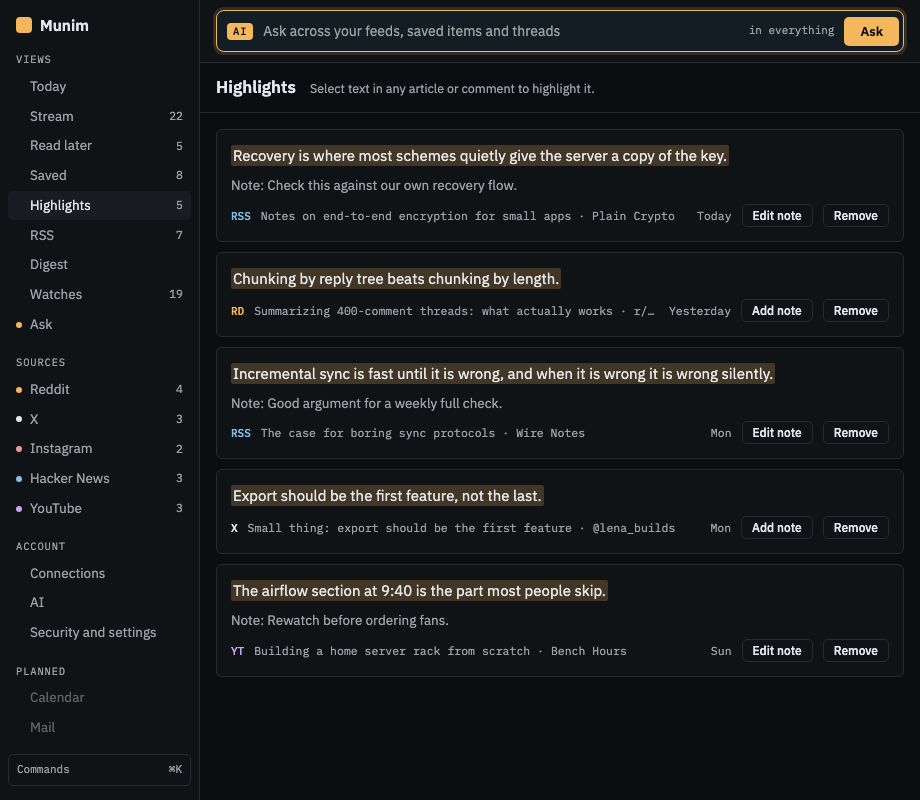 Munim
VIEWS
Today
Stream 22
Read later 5
Saved 8
Highlights 5
RSS 7
Digest
Watches 19
Ask
SOURCES
Reddit 4
X 3
Instagram 2
Hacker News 3
YouTube 3
ACCOUNT
Connections
AI
Security and settings
PLANNED
Calendar
Mail
Commands ⌘K
AI Ask across your feeds, saved items and threads in everything Ask
Highlights Select text in any article or comment to highlight it.
Recovery is where most schemes quietly give the server a copy of the key.
Note: Check this against our own recovery flow.
RSS Notes on end-to-end encryption for small apps · Plain Crypto Today Edit note Remove
Chunking by reply tree beats chunking by length.
RD Summarizing 400-comment threads: what actually works · r/… Yesterday Add note Remove
Incremental sync is fast until it is wrong, and when it is wrong it is wrong silently.
Note: Good argument for a weekly full check.
RSS The case for boring sync protocols · Wire Notes Mon Edit note Remove
Export should be the first feature, not the last.
X Small thing: export should be the first feature · @lena_builds Mon Add note Remove
The airflow section at 9:40 is the part most people skip.
Note: Rewatch before ordering fans.
YT Building a home server rack from scratch · Bench Hours Sun Edit note Remove